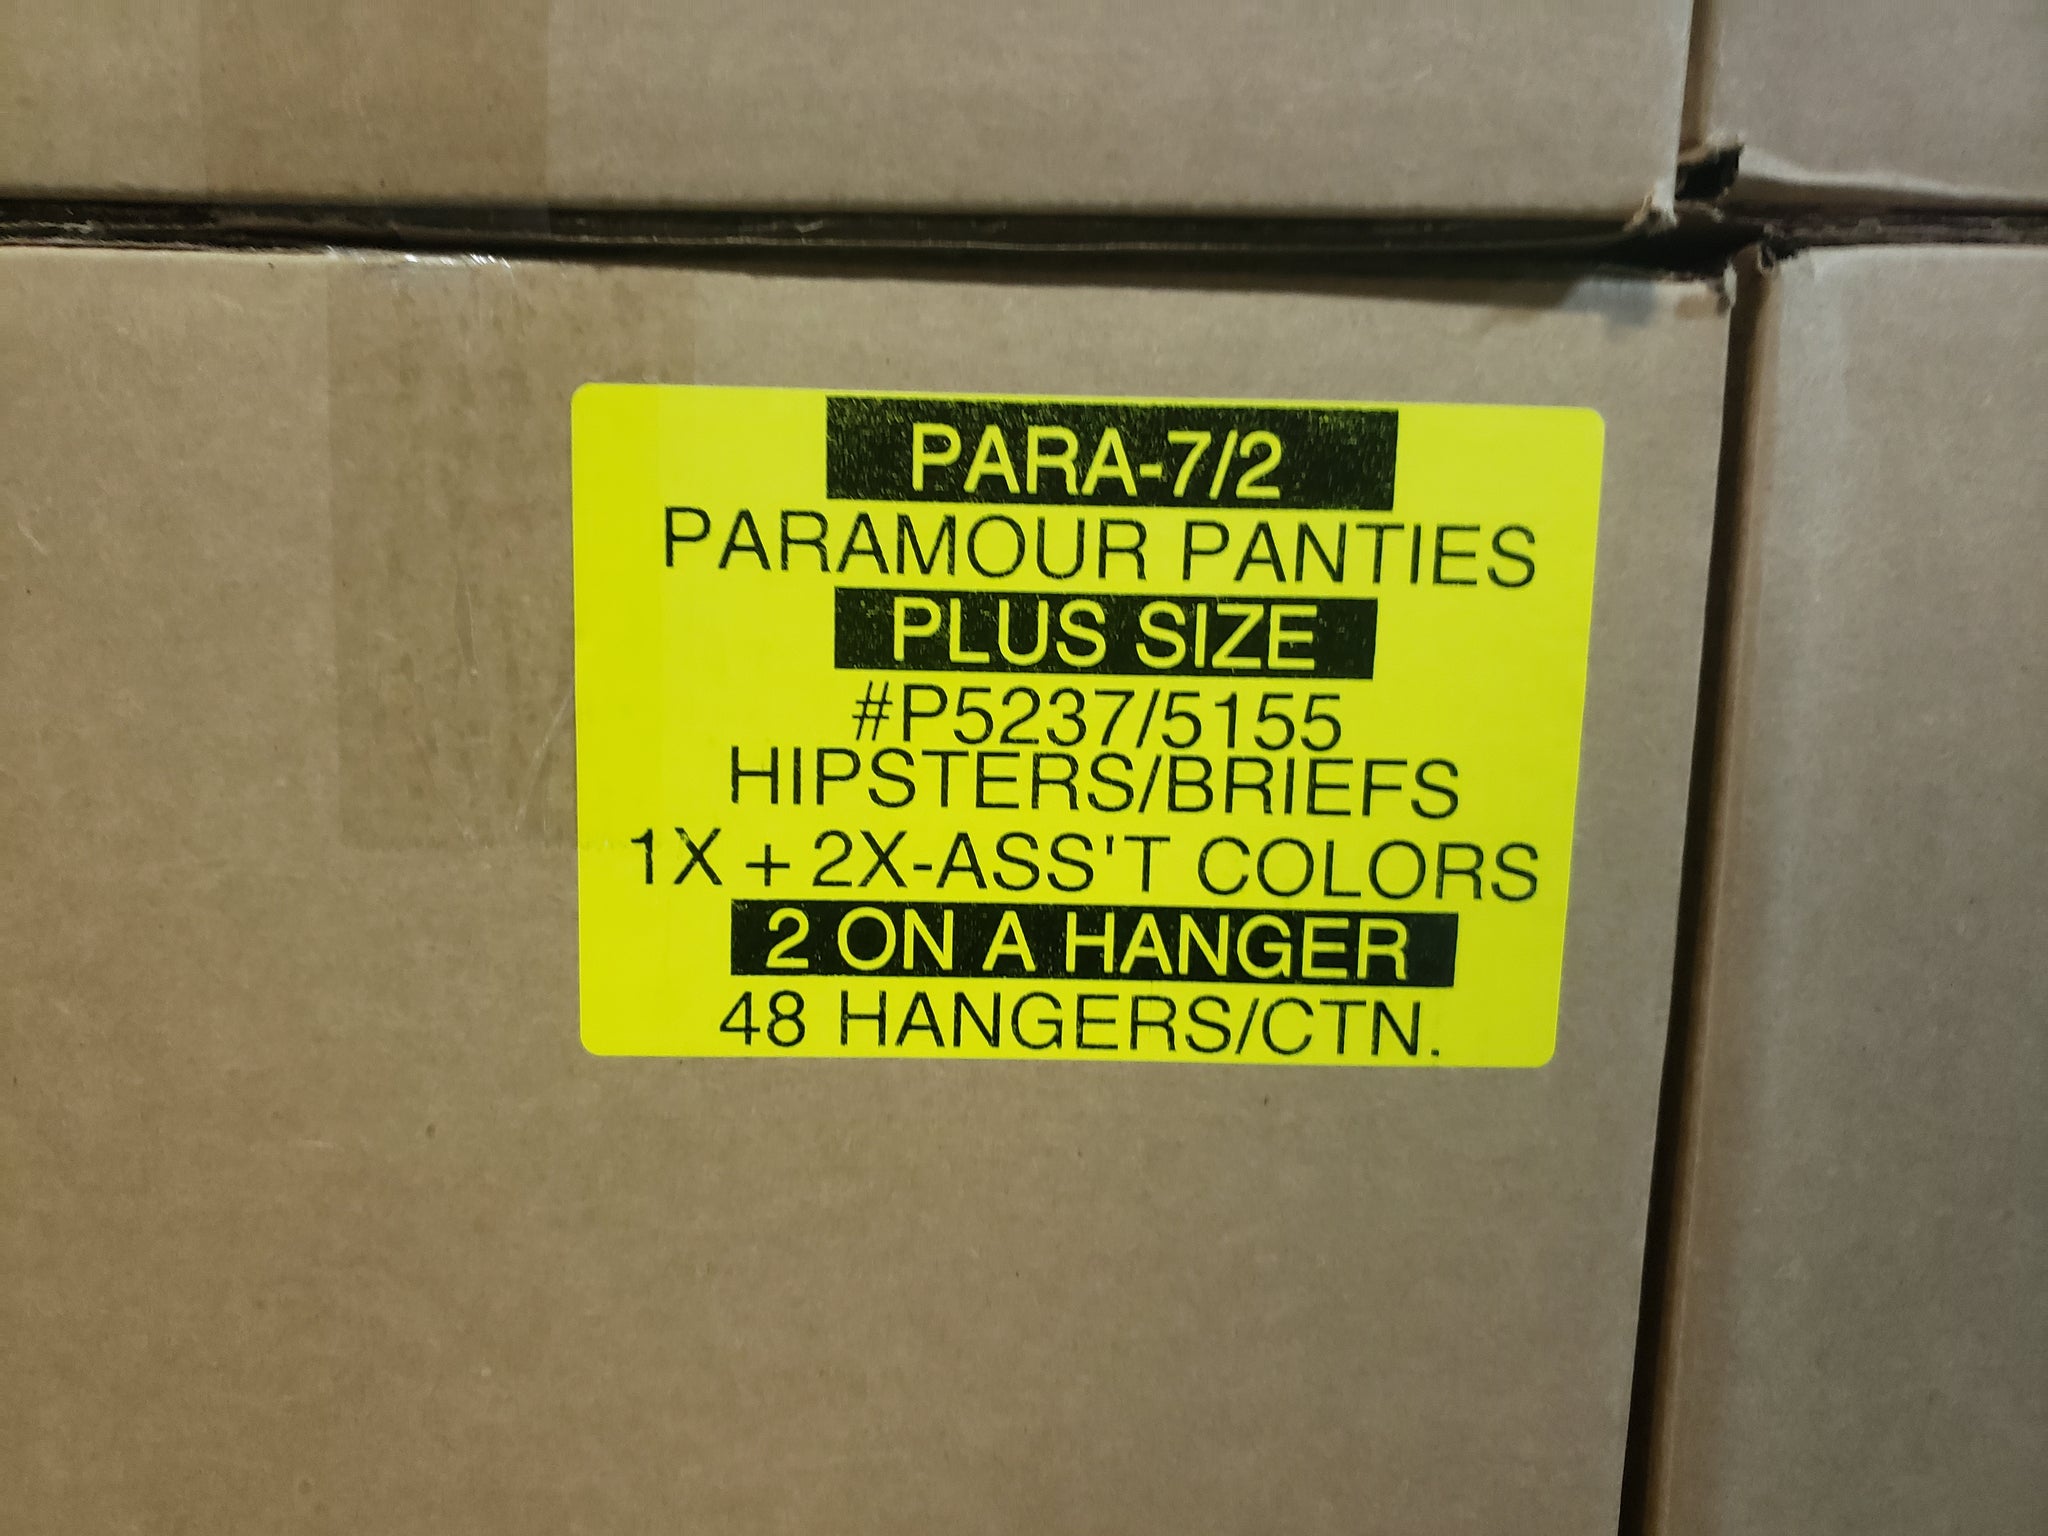 PARA-7/2
PARAMOUR PANTIES
PLUS SIZE
#P5237/5155
HIPSTERS/BRIEFS
1X + 2X-ASS'T COLORS
2 ON A HANGER
48 HANGERS/CTN.